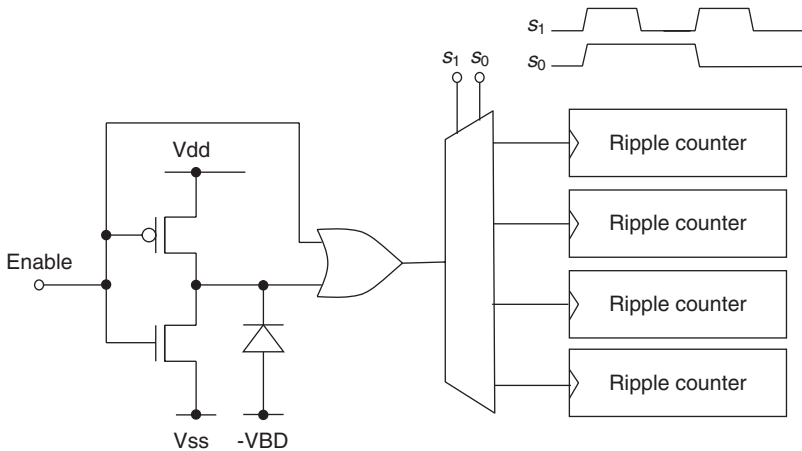 s1
s0
s1 s0
Ripple counter
Vdd
Ripple counter
Enable
Ripple counter
Ripple counter
Vss -VBD